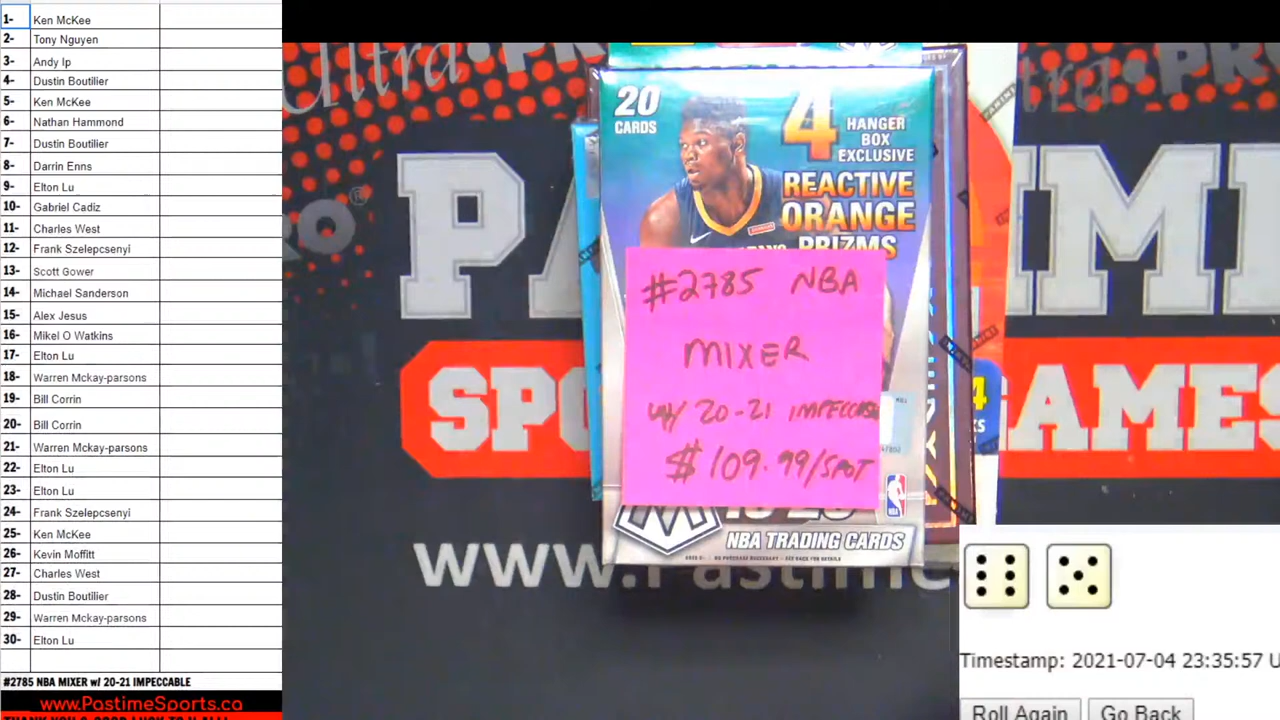 1- Ken McKee
2- Tony Nguyen
3- Andy Ip
4- Dustin Boutilier
5- Ken McKee
6- Nathan Hammond
7- Dustin Boutilier
8- Darrin Enns
9- Elton Lu
10- Gabriel Cadiz
11- Charles West
12- Frank Szelepcsenyi
13- Scott Gower
14- Michael Sanderson
15- Alex Jesus
16- Mikel O Watkins
17- Elton Lu
18- Warren Mckay-parsons
19- Bill Corrin
20- Bill Corrin
21- Warren Mckay-parsons
22- Elton Lu
23- Elton Lu
24- Frank Szelepcsenyi
25- Ken McKee
26- Kevin Moffitt
27- Charles West
28- Dustin Boutilier
29- Warren Mckay-parsons
30- Elton Lu
#2785 NBA MIXER w/ 20-21 IMPECCABLE
www.PastimeSports.ca
20
CARDS
4
HANGER
BOX
EXCLUSIVE
REACTIVE
ORANGE
PRIZMS
#2785 NBA
MIXER
w/ 20-21
$109.99/SPOT
NBA TRADING CARDS
SPO
GAMES
www.Pastime
Timestamp: 2021-07-04 23:35:57 U
Roll Again
Go Back